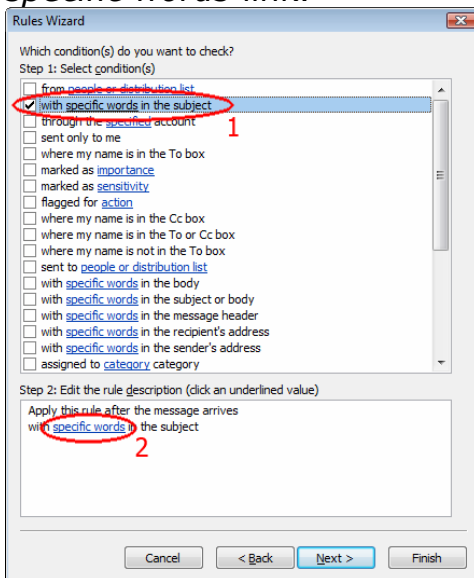 specific words link.
Rules Wizard
Which condition(s) do you want to check?
Step 1: Select condition(s)
from people or distribution list
with specific words in the subject
1
through the specified account
sent only to me
where my name is in the To box
marked as importance
marked as sensitivity
flagged for action
where my name is in the Cc box
where my name is in the To or Cc box
where my name is not in the To box
sent to people or distribution list
with specific words in the body
with specific words in the subject or body
with specific words in the message header
with specific words in the recipient's address
with specific words in the sender's address
assigned to category category
Step 2: Edit the rule description (click an underlined value)
Apply this rule after the message arrives
with specific words in the subject
2
Cancel
< Back
Next >
Finish